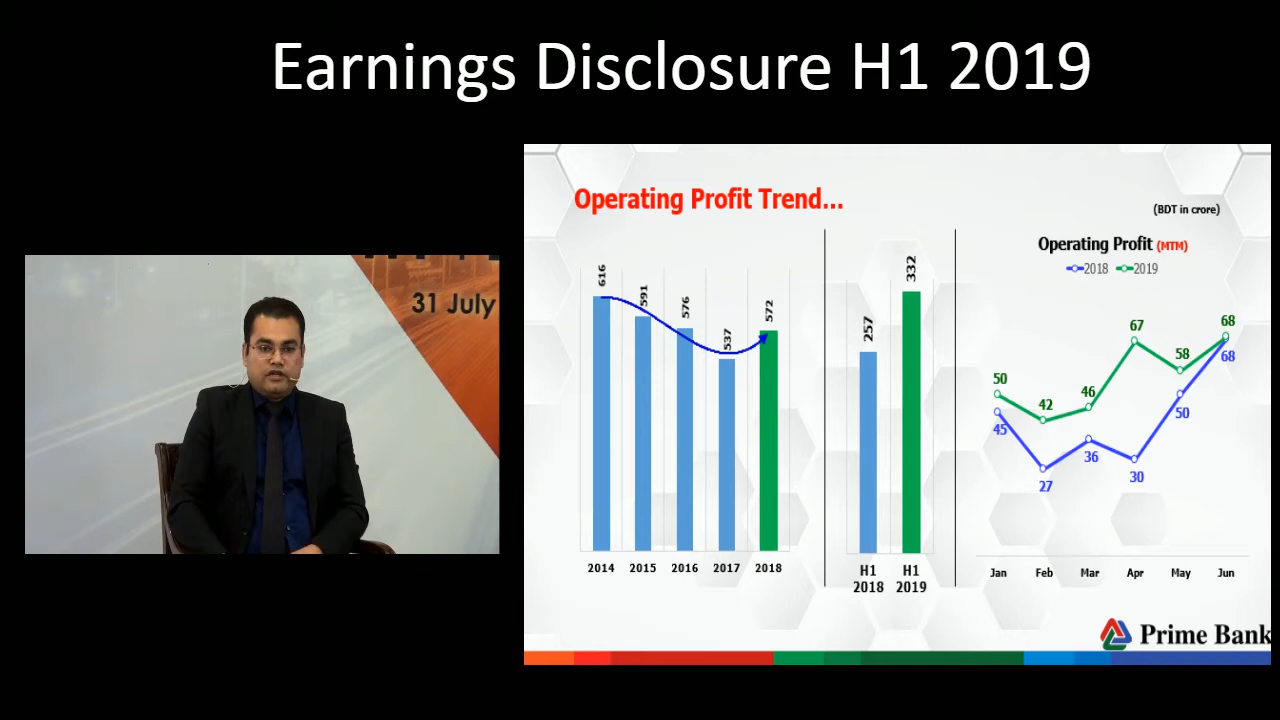 Earnings Disclosure H1 2019
31 July
Operating Profit Trend...
(BDT in crore)
616
591
576
537
572
2014 2015 2016 2017 2018
257
332
H1 2018
H1 2019
Operating Profit (MTM)
2018 2019
50
42
46
67
58
68
45
27
36
30
50
68
Jan Feb Mar Apr May Jun
Prime Bank